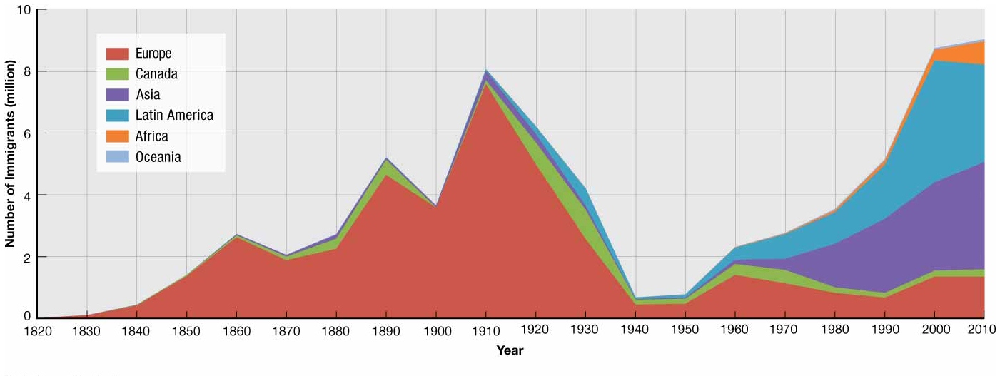 10
8
6
4
2
0
Number of Immigrants (million)
Europe
Canada
Asia
Latin America
Africa
Oceania
1820 1830 1840 1850 1860 1870 1880 1890 1900 1910 1920 1930 1940 1950 1960 1970 1980 1990 2000 2010
Year